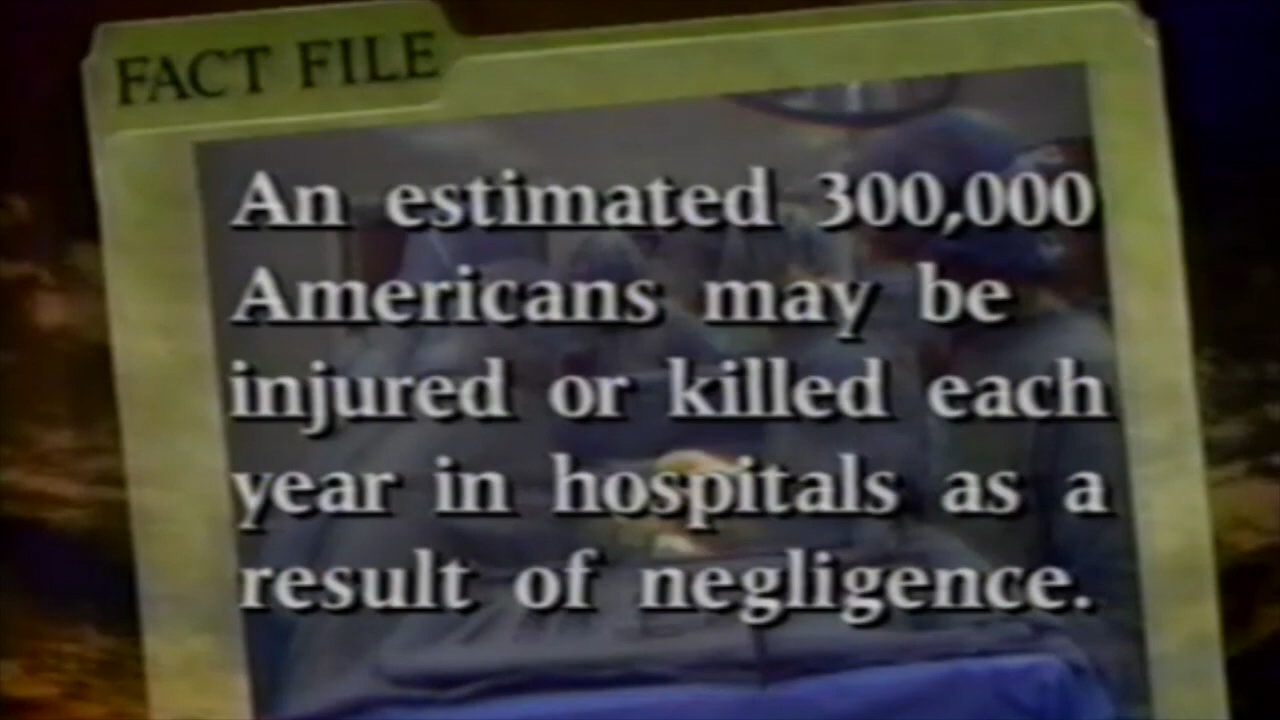 FACT FILE
An estimated 300,000
Americans may be
injured or killed each
year in hospitals as a
result of negligence.